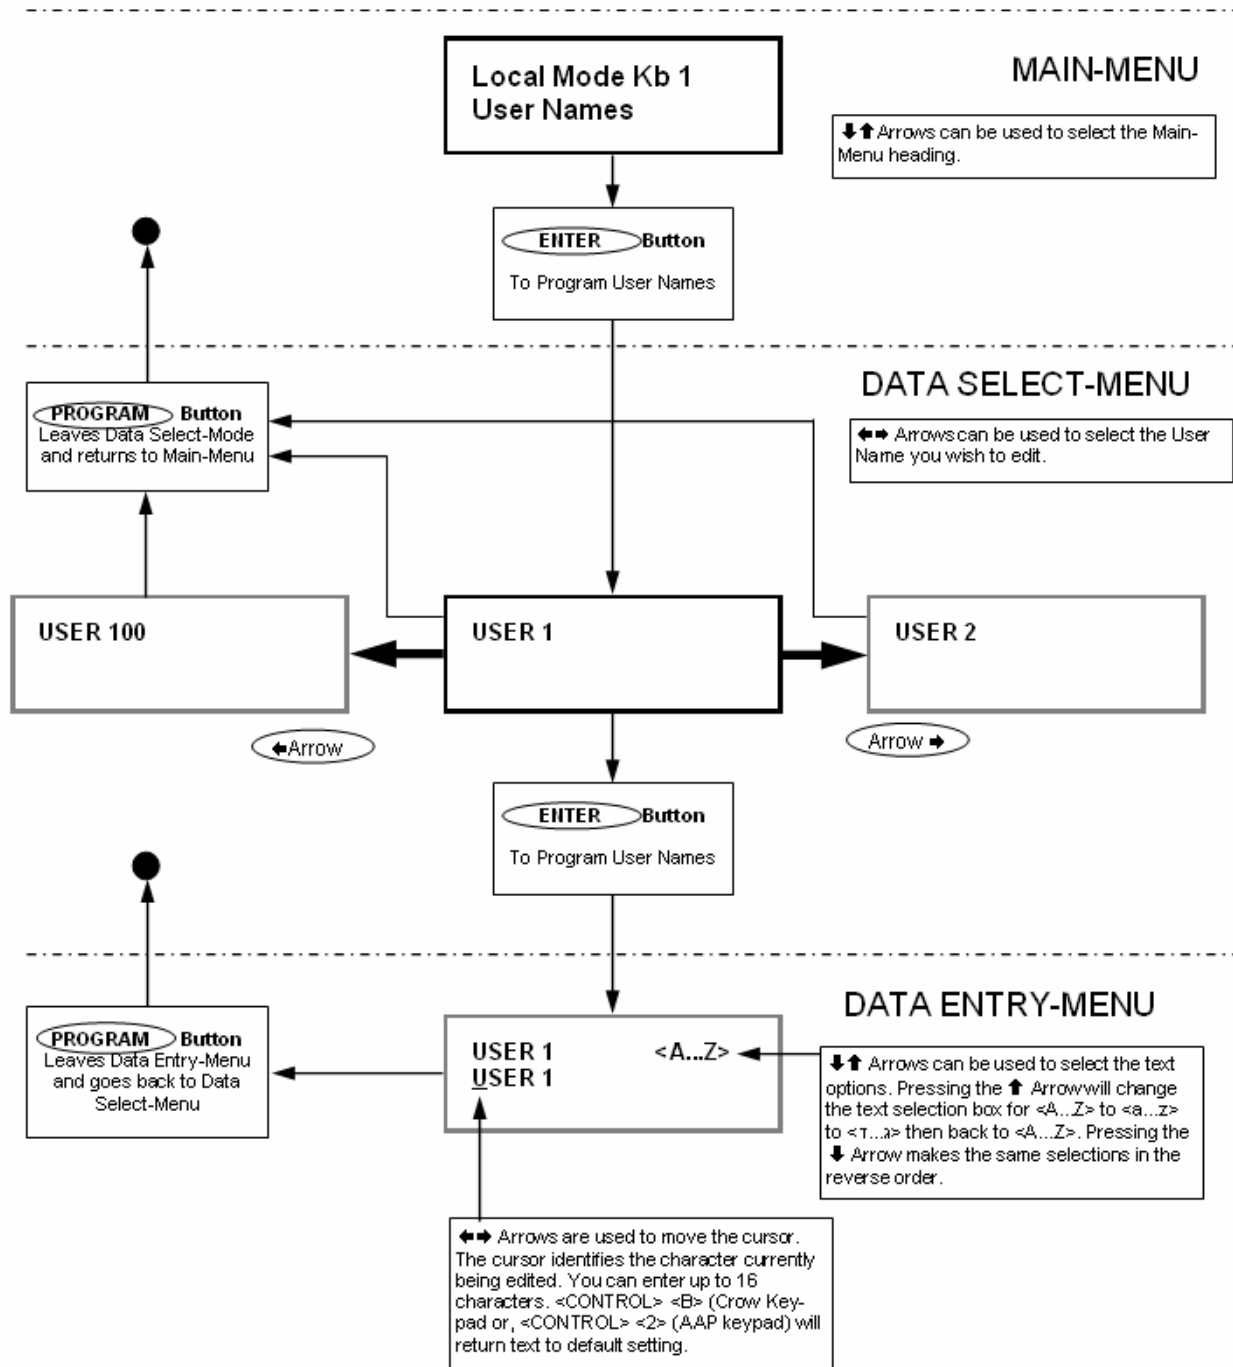 Local Mode Kb 1
User Names
MAIN-MENU
⬇⬆ Arrows can be used to select the Main-
Menu heading.
ENTER Button
To Program User Names
DATA SELECT-MENU
PROGRAM Button
Leaves Data Select-Mode
and returns to Main-Menu
⬅➡ Arrows can be used to select the User
Name you wish to edit.
USER 100
USER 1
USER 2
⬅Arrow
Arrow ➡
ENTER Button
To Program User Names
DATA ENTRY-MENU
PROGRAM Button
Leaves Data Entry-Menu
and goes back to Data
Select-Menu
USER 1 <A...Z>
USER 1
⬇⬆ Arrows can be used to select the text
options. Pressing the ⬆ Arrow will change
the text selection box for <A...Z> to <a...z>
to <ד...ג> then back to <A...Z>. Pressing the
⬇ Arrow makes the same selections in the
reverse order.
⬅➡ Arrows are used to move the cursor.
The cursor identifies the character currently
being edited. You can enter up to 16
characters. <CONTROL> <B> (Crow Key-
pad or, <CONTROL> <2> (AAP keypad) will
return text to default setting.